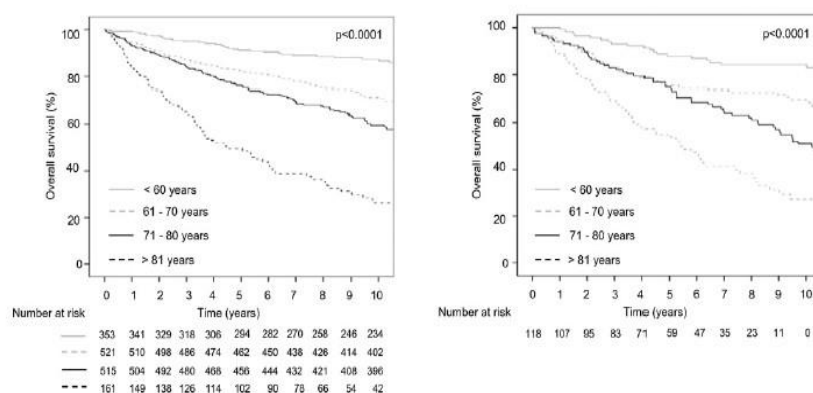 p<0.0001
100
80
60
40
20
0
Overall survival (%)
< 60 years
61 - 70 years
71 - 80 years
> 81 years
0 1 2 3 4 5 6 7 8 9 10
Number at risk
Time (years)
353 341 329 318 306 294 282 270 258 246 234
521 510 498 486 474 462 450 438 426 414 402
515 504 492 480 468 456 444 432 421 408 396
161 149 138 126 114 102 90 78 66 54 42
p<0.0001
100
80
60
40
20
0
Overall survival (%)
< 60 years
61 - 70 years
71 - 80 years
> 81 years
0 1 2 3 4 5 6 7 8 9 10
Number at risk
Time (years)
118 107 95 83 71 59 47 35 23 11 0